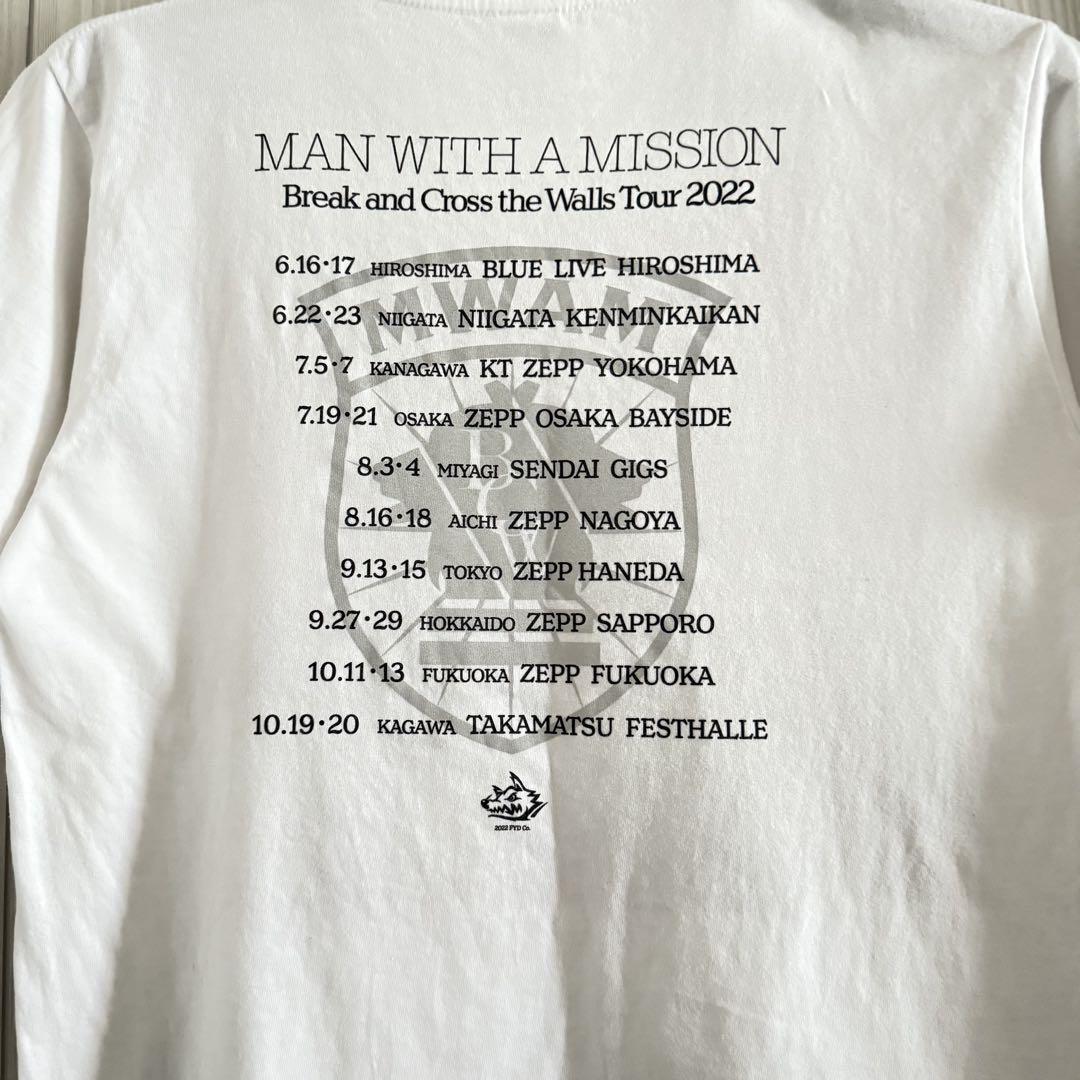 MAN WITH A MISSION
Break and Cross the Walls Tour 2022
MWAM
6.16・17 HIROSHIMA BLUE LIVE HIROSHIMA
6.22・23 NIIGATA NIIGATA KENMINKAIKAN
7.5・7 KANAGAWA KT ZEPP YOKOHAMA
7.19・21 OSAKA ZEPP OSAKA BAYSIDE
8.3・4 MIYAGI SENDAI GIGS
8.16・18 AICHI ZEPP NAGOYA
9.13・15 TOKYO ZEPP HANEDA
9.27・29 HOKKAIDO ZEPP SAPPORO
10.11・13 FUKUOKA ZEPP FUKUOKA
10.19・20 KAGAWA TAKAMATSU FESTHALLE
2022 FYD Co.